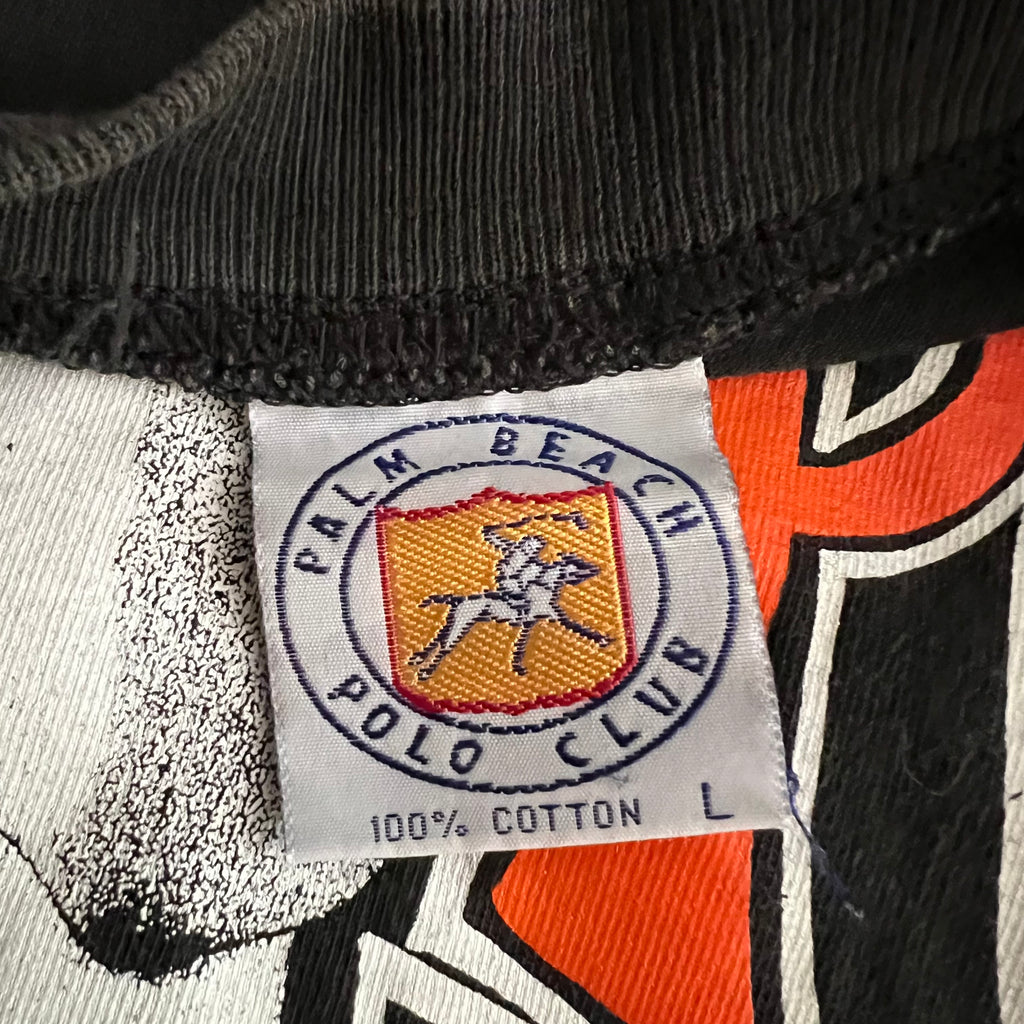 PALM BEACH
POLO CLUB
100% COTTON L